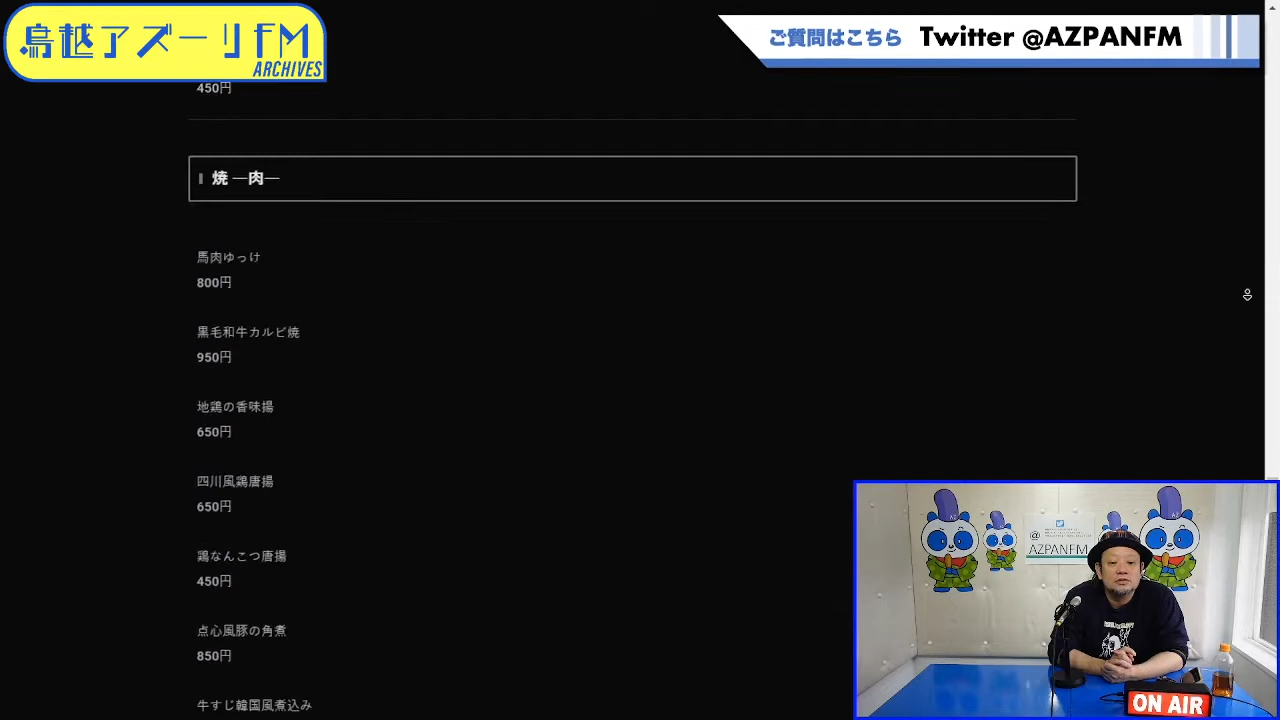 鳥越アズーリFM
ARCHIVES
ご質問はこちら Twitter @AZPANFM
450円
焼 ―肉―
馬肉ゆっけ
800円
黒毛和牛カルビ焼
950円
地鶏の香味揚
650円
四川風鶏唐揚
650円
鶏なんこつ唐揚
450円
点心風豚の角煮
850円
牛すじ韓国風煮込み
@
AZPANFM
ON AIR